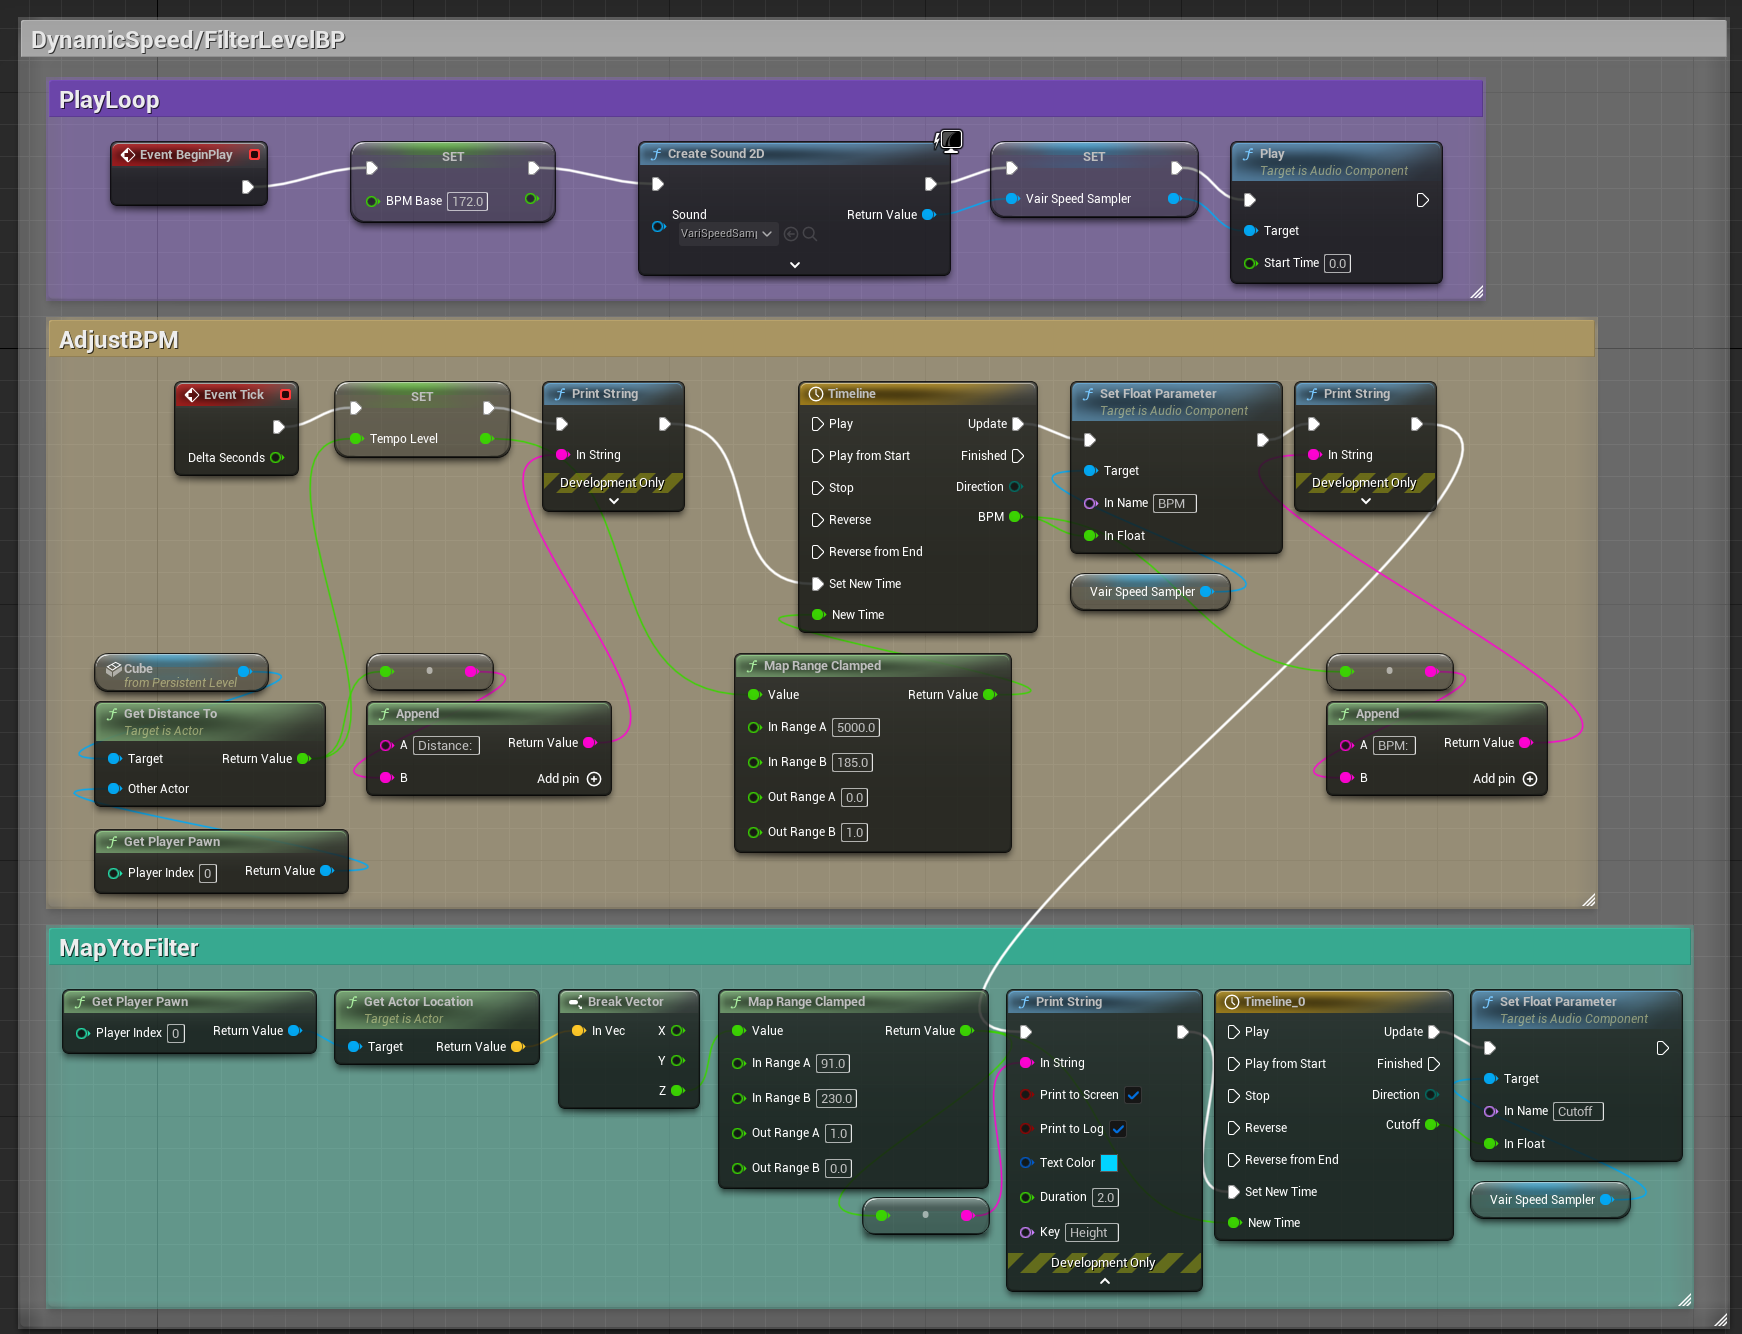 DynamicSpeed/FilterLevelBP
PlayLoop
Event BeginPlay
SET
BPM Base 172.0
Create Sound 2D
Sound
VariSpeedSam
Return Value
SET
Vair Speed Sampler
Play
Target is Audio Component
Target
Start Time 0.0
AdjustBPM
Event Tick
Delta Seconds
SET
Tempo Level
Print String
In String
Development Only
Timeline
Play
Play from Start
Stop
Reverse
Reverse from End
Set New Time
New Time
Update
Finished
Direction
BPM
Set Float Parameter
Target is Audio Component
Target
In Name BPM
In Float
Print String
In String
Development Only
Vair Speed Sampler
Cube
from Persistent Level
Get Distance To
Target is Actor
Target
Other Actor
Return Value
Get Player Pawn
Player Index 0
Return Value
Append
A Distance:
B
Return Value
Add pin
Map Range Clamped
Value
Return Value
In Range A 5000.0
In Range B 185.0
Out Range A 0.0
Out Range B 1.0
Append
A BPM:
B
Return Value
Add pin
MapYtoFilter
Get Player Pawn
Player Index 0
Return Value
Get Actor Location
Target is Actor
Target
Return Value
Break Vector
In Vec
X
Y
Z
Map Range Clamped
Value
Return Value
In Range A 91.0
In Range B 230.0
Out Range A 1.0
Out Range B 0.0
Print String
In String
Print to Screen
Print to Log
Text Color
Duration 2.0
Key Height
Development Only
Timeline_0
Play
Play from Start
Stop
Reverse
Reverse from End
Set New Time
New Time
Update
Finished
Direction
Cutoff
Set Float Parameter
Target is Audio Component
Target
In Name Cutoff
In Float
Vair Speed Sampler